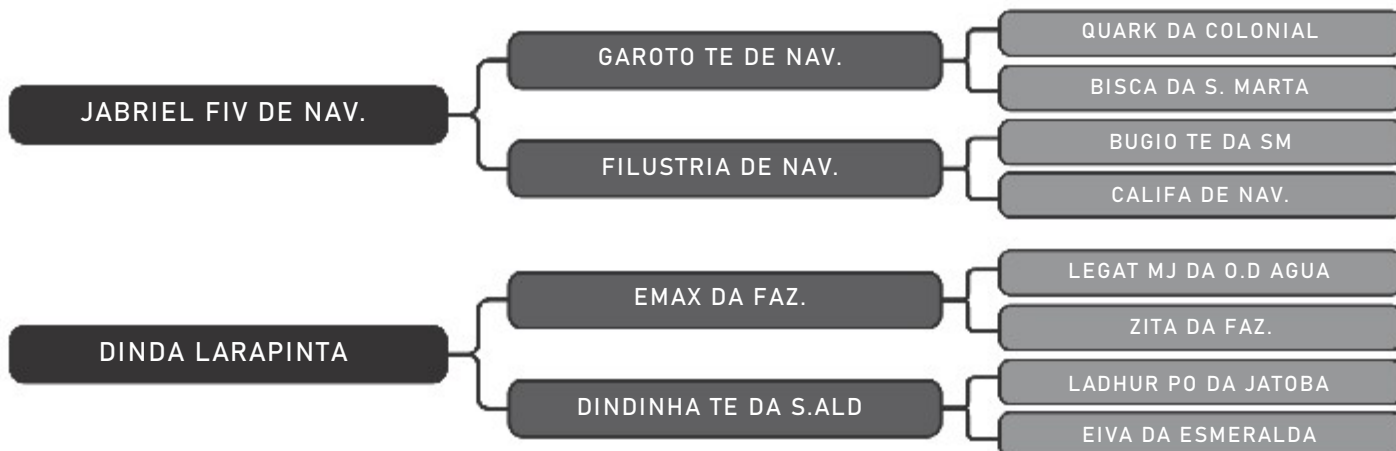 JABRIEL FIV DE NAV.
GAROTO TE DE NAV.
QUARK DA COLONIAL
BISCA DA S. MARTA
FILUSTRIA DE NAV.
BUGIO TE DA SM
CALIFA DE NAV.
DINDA LARAPINTA
EMAX DA FAZ.
LEGAT MJ DA O.D AGUA
ZITA DA FAZ.
DINDINHA TE DA S.ALD
LADHUR PO DA JATOBA
EIVA DA ESMERALDA